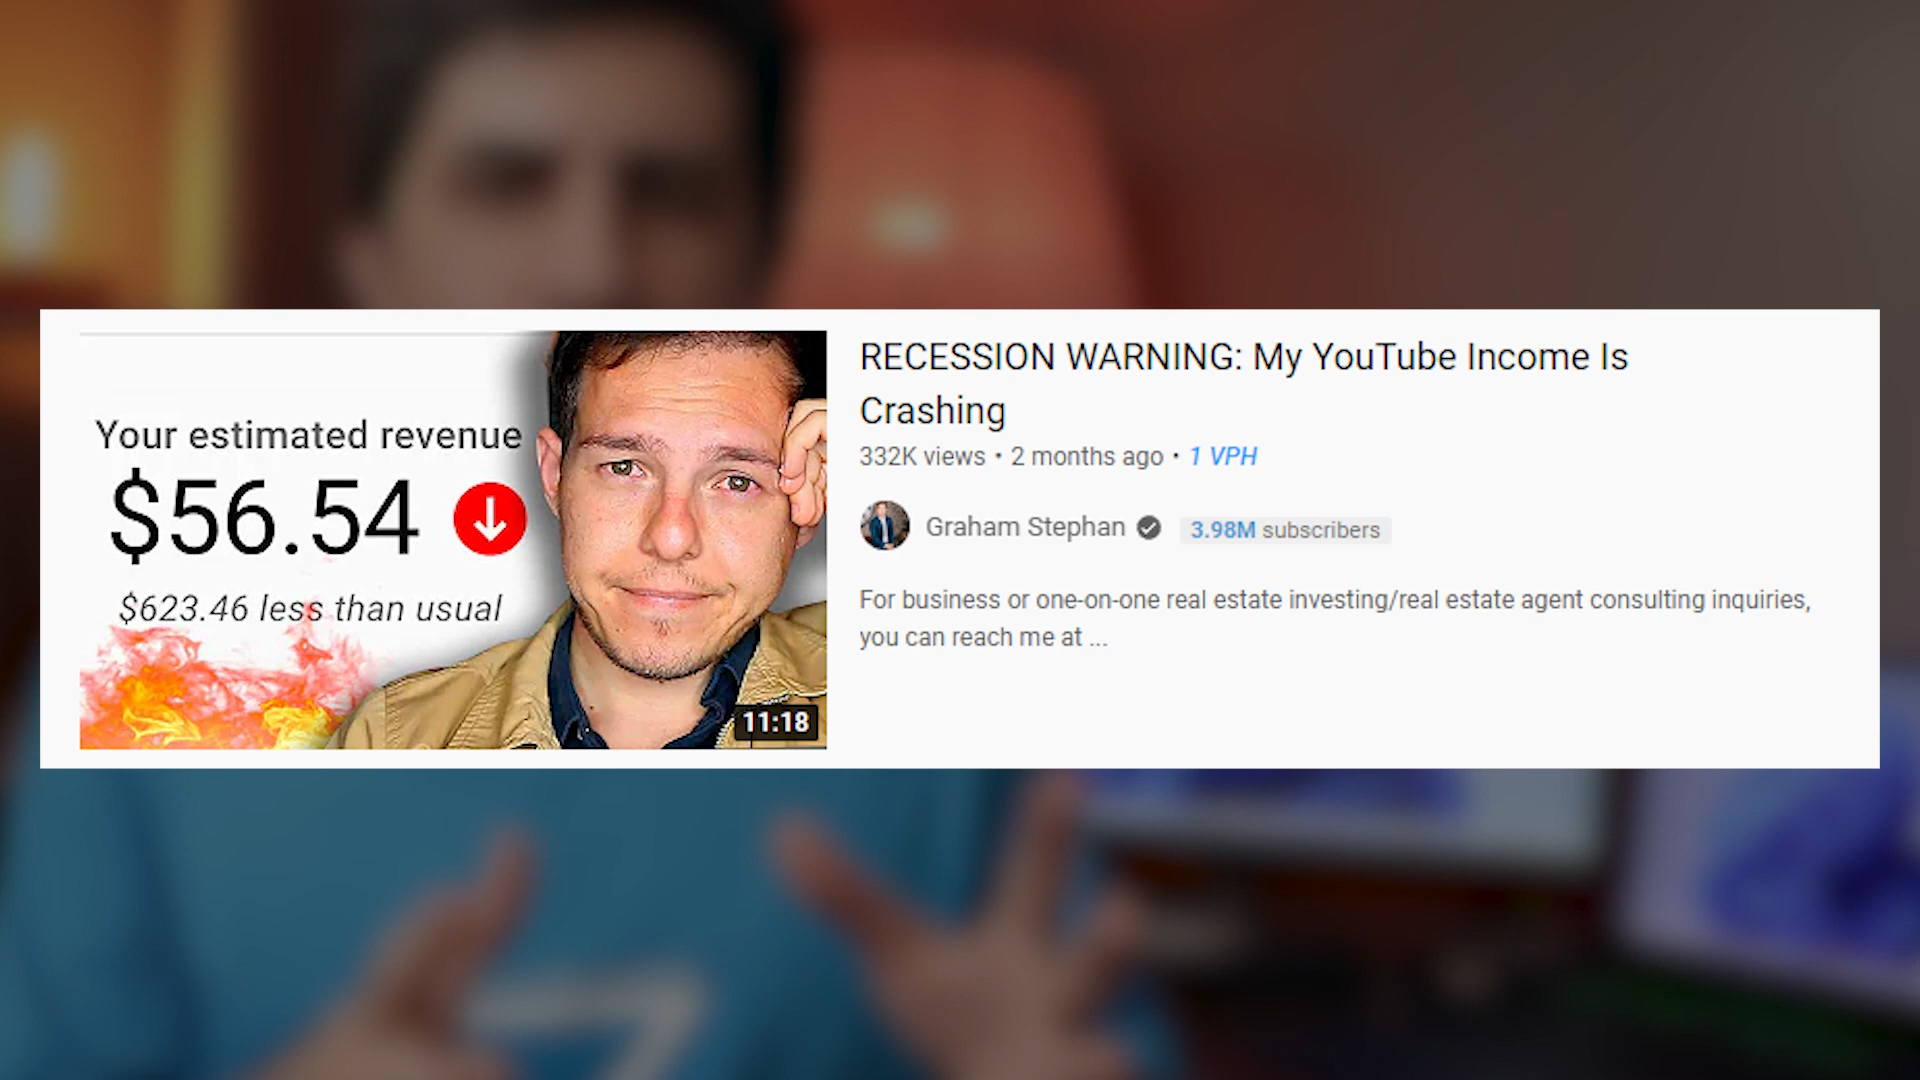 Your estimated revenue
$56.54
$623.46 less than usual
11:18
RECESSION WARNING: My YouTube Income Is
Crashing
332K views • 2 months ago • 1 VPH
Graham Stephan
3.98M subscribers
For business or one-on-one real estate investing/real estate agent consulting inquiries,
you can reach me at ...